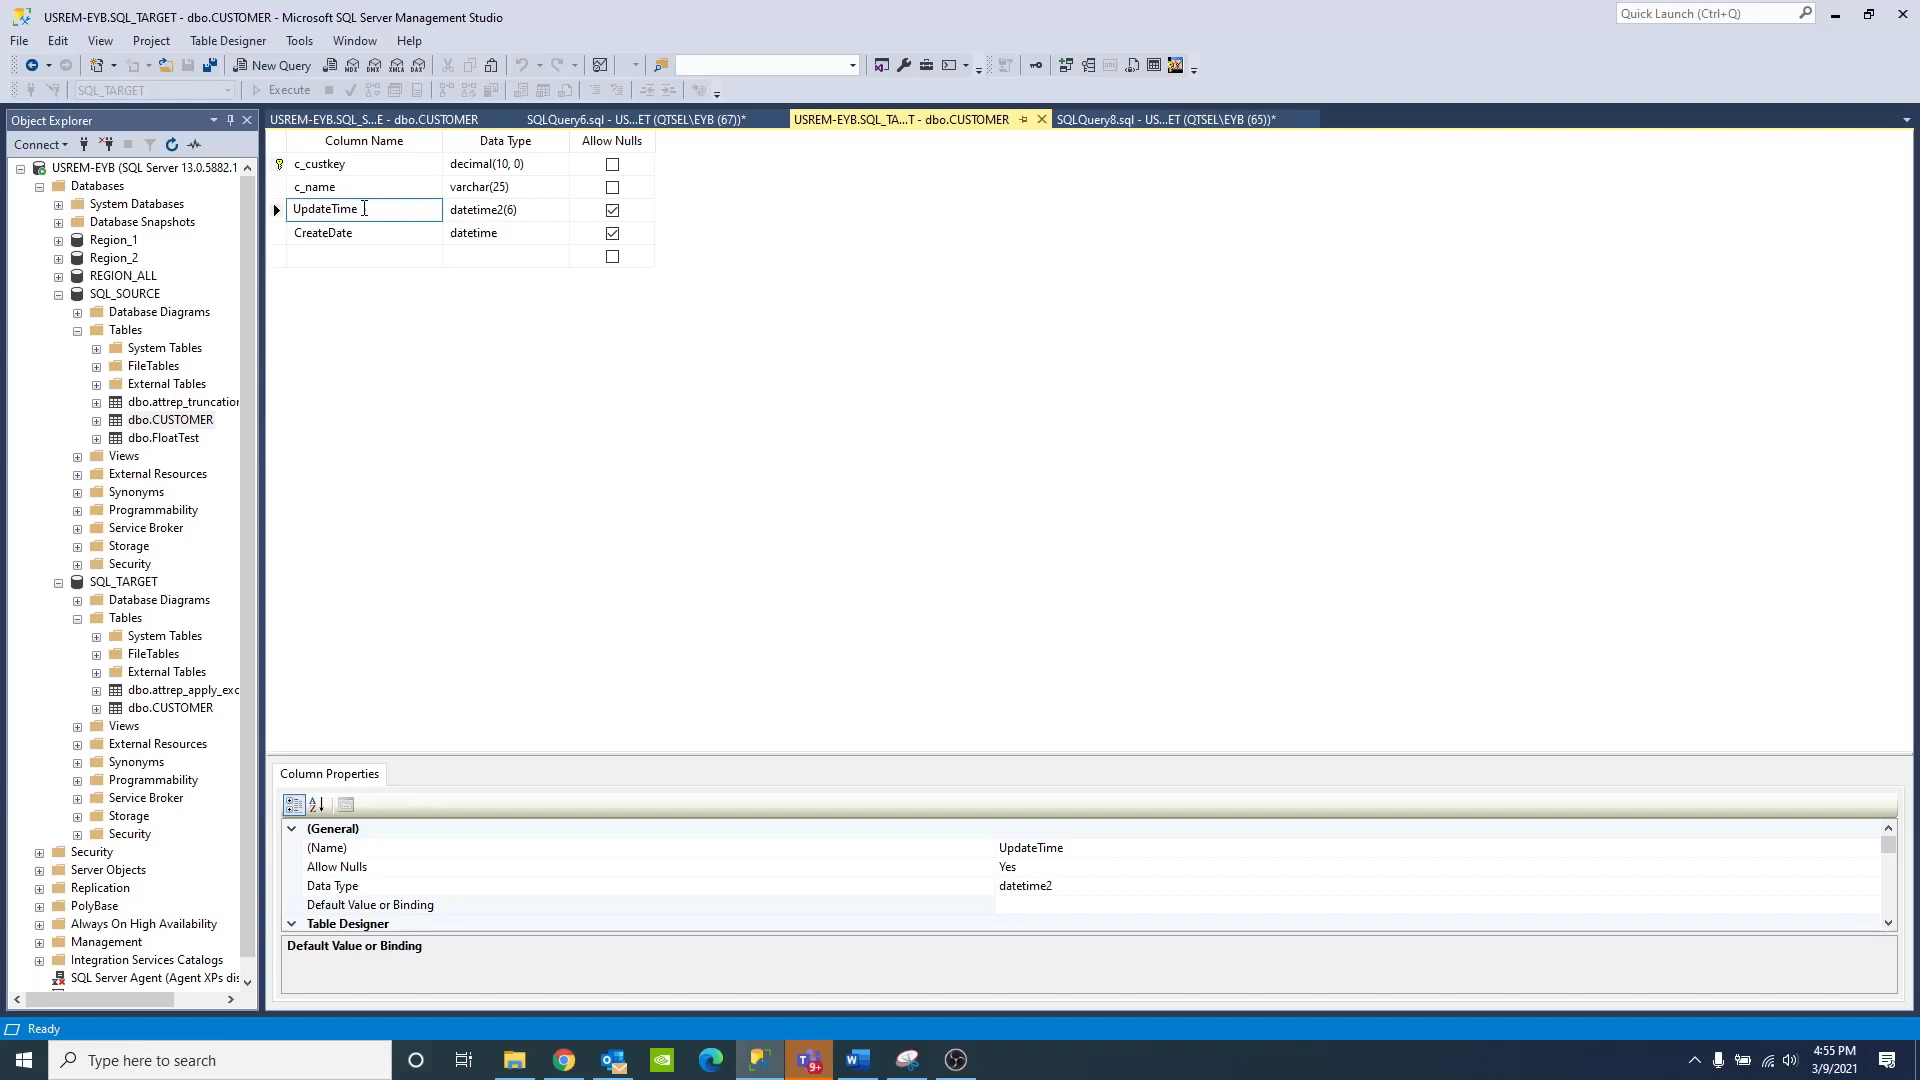 USREM-EYB.SQL_TARGET - dbo.CUSTOMER - Microsoft SQL Server Management Studio
Quick Launch (Ctrl+Q)
File Edit View Project Table Designer Tools Window Help
New Query
SQL_TARGET
Execute
Object Explorer
USREM-EYB.SQL_S...E - dbo.CUSTOMER
SQLQuery6.sql - US...ET (QTSEL\EYB (67))*
USREM-EYB.SQL_TA...T - dbo.CUSTOMER
SQLQuery8.sql - US...ET (QTSEL\EYB (65))*
Connect
USREM-EYB (SQL Server 13.0.5882.1
Databases
System Databases
Database Snapshots
Region_1
Region_2
REGION_ALL
SQL_SOURCE
Database Diagrams
Tables
System Tables
FileTables
External Tables
dbo.attrep_truncation
dbo.CUSTOMER
dbo.FloatTest
Views
External Resources
Synonyms
Programmability
Service Broker
Storage
Security
SQL_TARGET
Database Diagrams
Tables
System Tables
FileTables
External Tables
dbo.attrep_apply_exc
dbo.CUSTOMER
Views
External Resources
Synonyms
Programmability
Service Broker
Storage
Security
Security
Server Objects
Replication
PolyBase
Always On High Availability
Management
Integration Services Catalogs
SQL Server Agent (Agent XPs dis
Column Name Data Type Allow Nulls
c_custkey decimal(10, 0)
c_name varchar(25)
UpdateTime datetime2(6)
CreateDate datetime
Column Properties
(General)
(Name) UpdateTime
Allow Nulls Yes
Data Type datetime2
Default Value or Binding
Table Designer
Default Value or Binding
Ready
Type here to search
9+
4:55 PM
3/9/2021